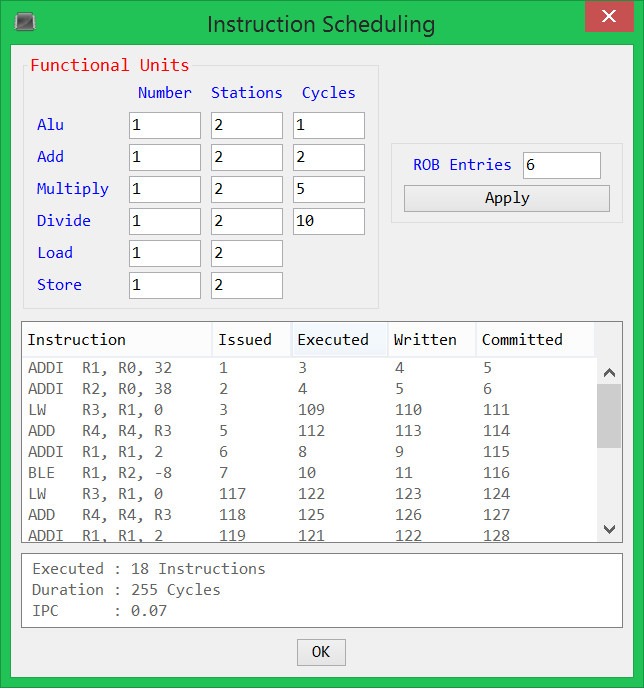 Instruction Scheduling
Functional Units
Number Stations Cycles
Alu 1 2 1
Add 1 2 2
Multiply 1 2 5
Divide 1 2 10
Load 1 2
Store 1 2
ROB Entries 6
Apply
Instruction Issued Executed Written Committed
ADDI R1, R0, 32 1 3 4 5
ADDI R2, R0, 38 2 4 5 6
LW R3, R1, 0 3 109 110 111
ADD R4, R4, R3 5 112 113 114
ADDI R1, R1, 2 6 8 9 115
BLE R1, R2, -8 7 10 11 116
LW R3, R1, 0 117 122 123 124
ADD R4, R4, R3 118 125 126 127
ADDI R1, R1, 2 119 121 122 128
Executed : 18 Instructions
Duration : 255 Cycles
IPC : 0.07
OK